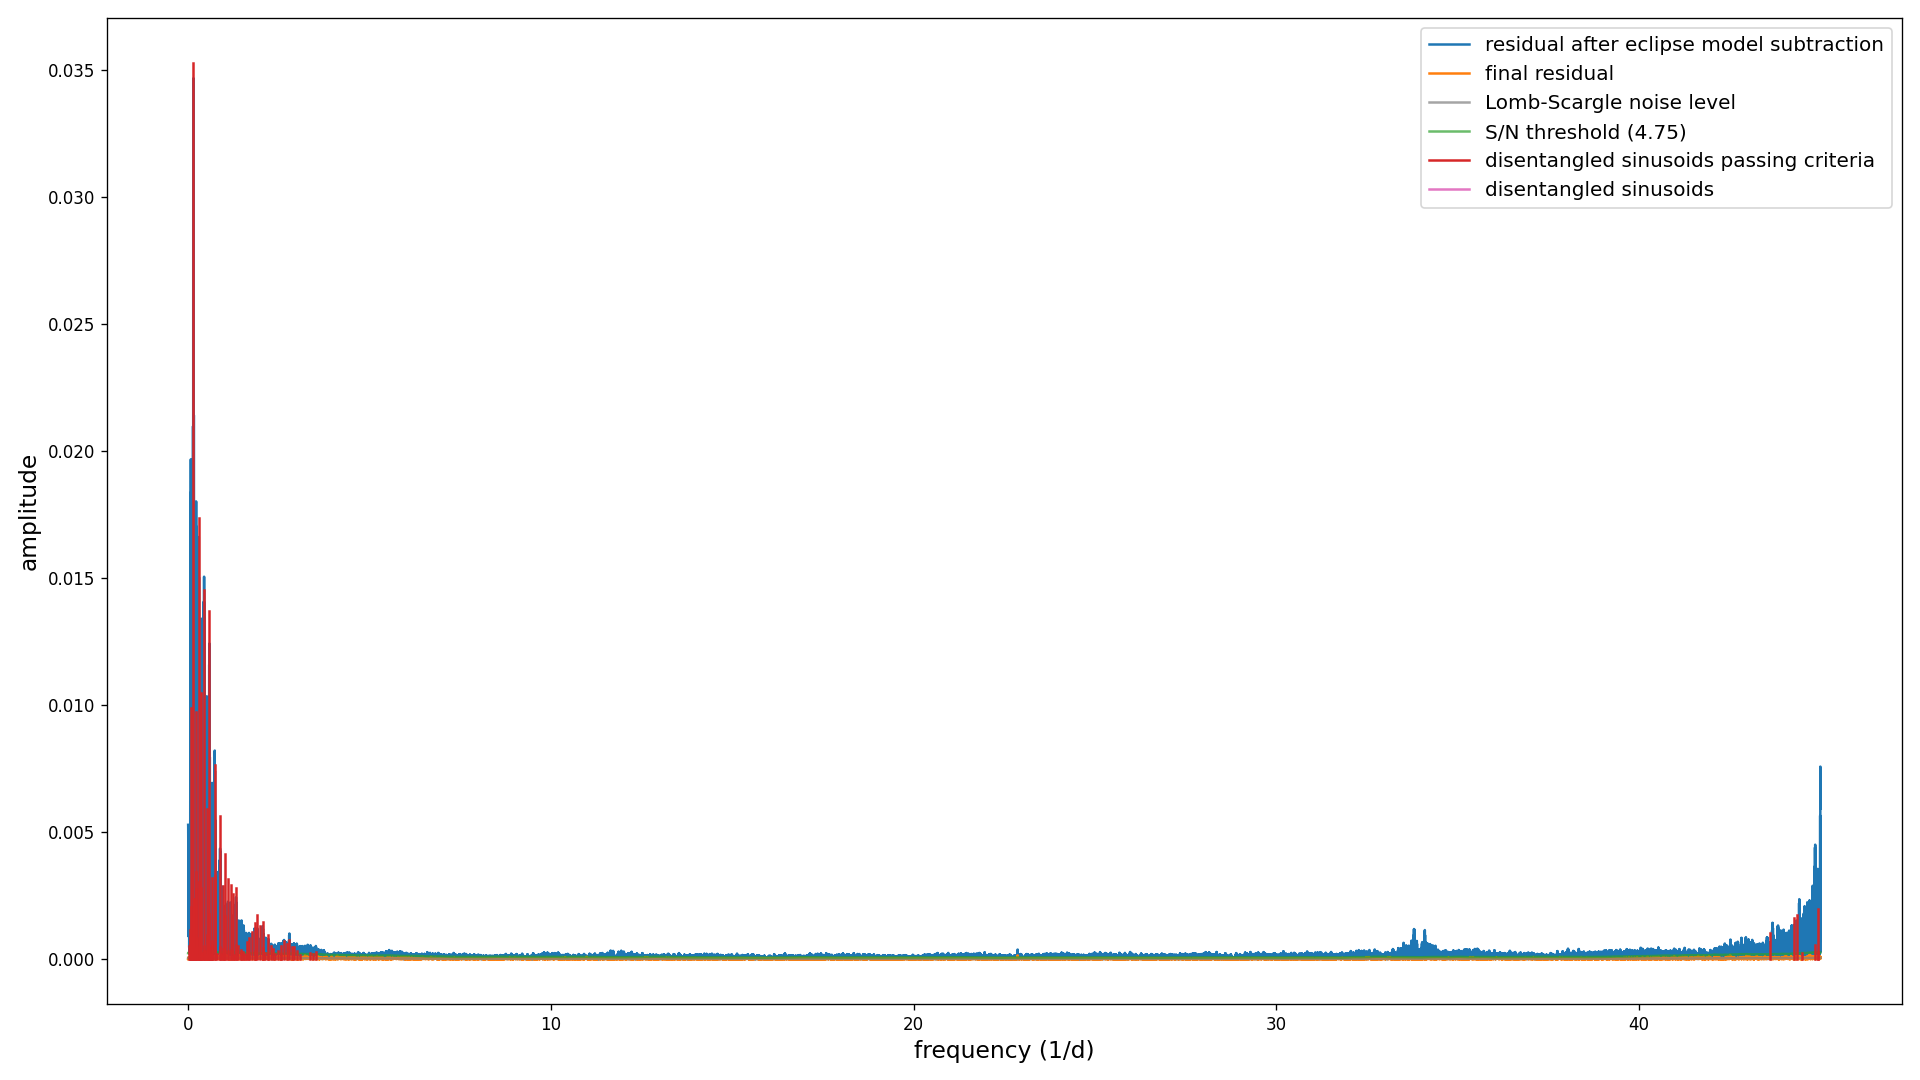 residual after eclipse model subtraction
final residual
Lomb-Scargle noise level
S/N threshold (4.75)
disentangled sinusoids passing criteria
disentangled sinusoids
0.035
0.030
0.025
0.020
0.015
0.010
0.005
0.000
amplitude
0 10 20 30 40
frequency (1/d)